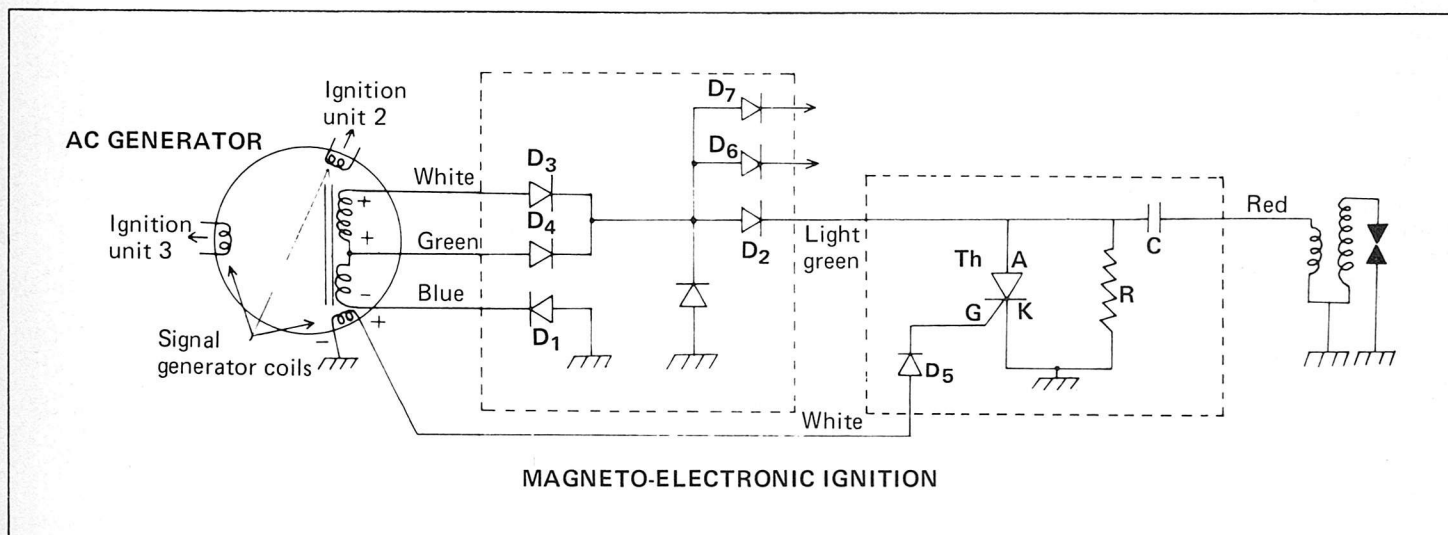 Ignition
unit 2
AC GENERATOR
D7
D6
White
D3
D4
Ignition
unit 3
Green
D2
Light
green
Red
C
Th
A
G
K
R
Blue
D1
D5
+
+
-
+
-
Signal
generator coils
White
MAGNETO-ELECTRONIC IGNITION